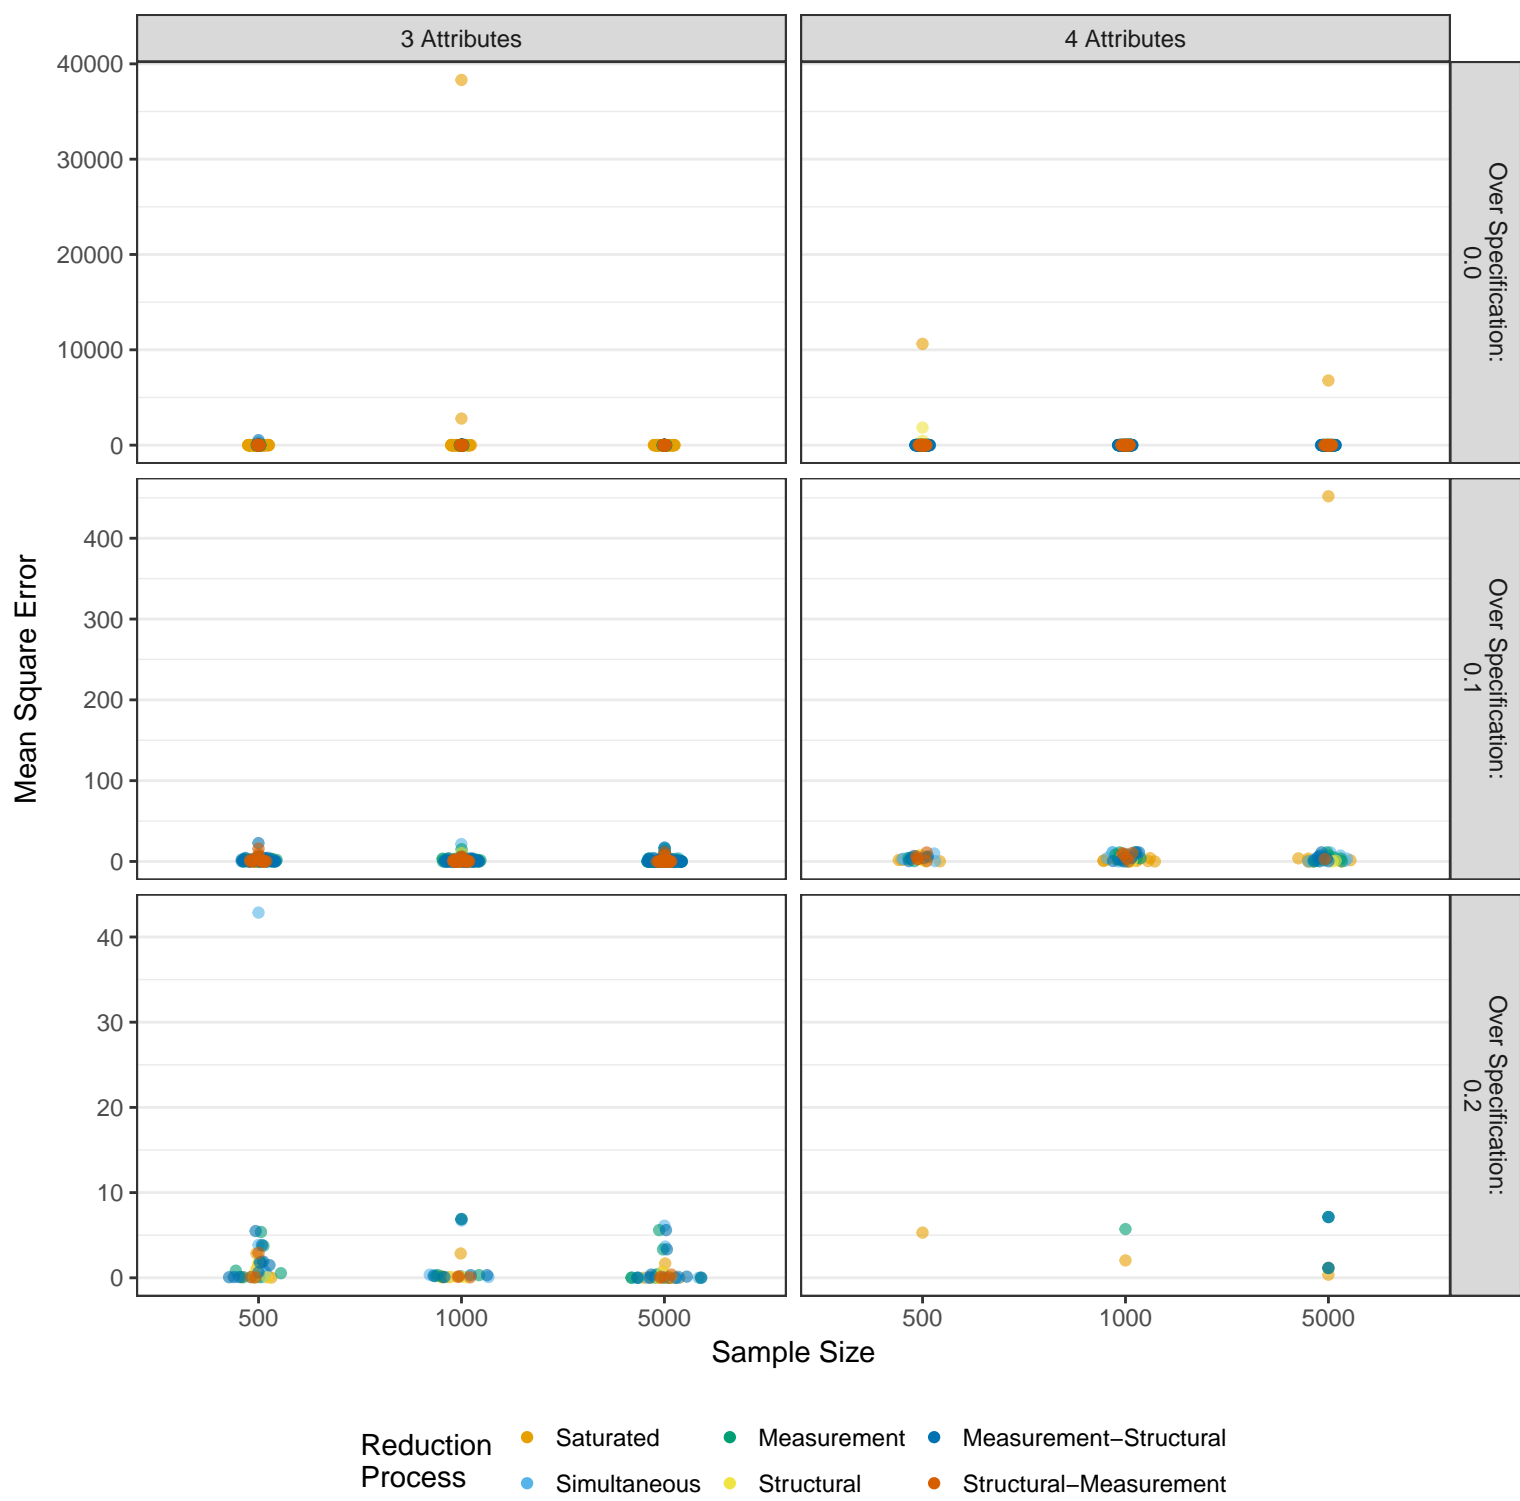 3 Attributes
4 Attributes
40000
30000
20000
10000
0
Over Specification:
0.0
400
300
200
100
0
Over Specification:
0.1
40
30
20
10
0
Over Specification:
0.2
Mean Square Error
500
1000
5000
500
1000
5000
Sample Size
Reduction
Process
Saturated
Measurement
Measurement−Structural
Simultaneous
Structural
Structural−Measurement